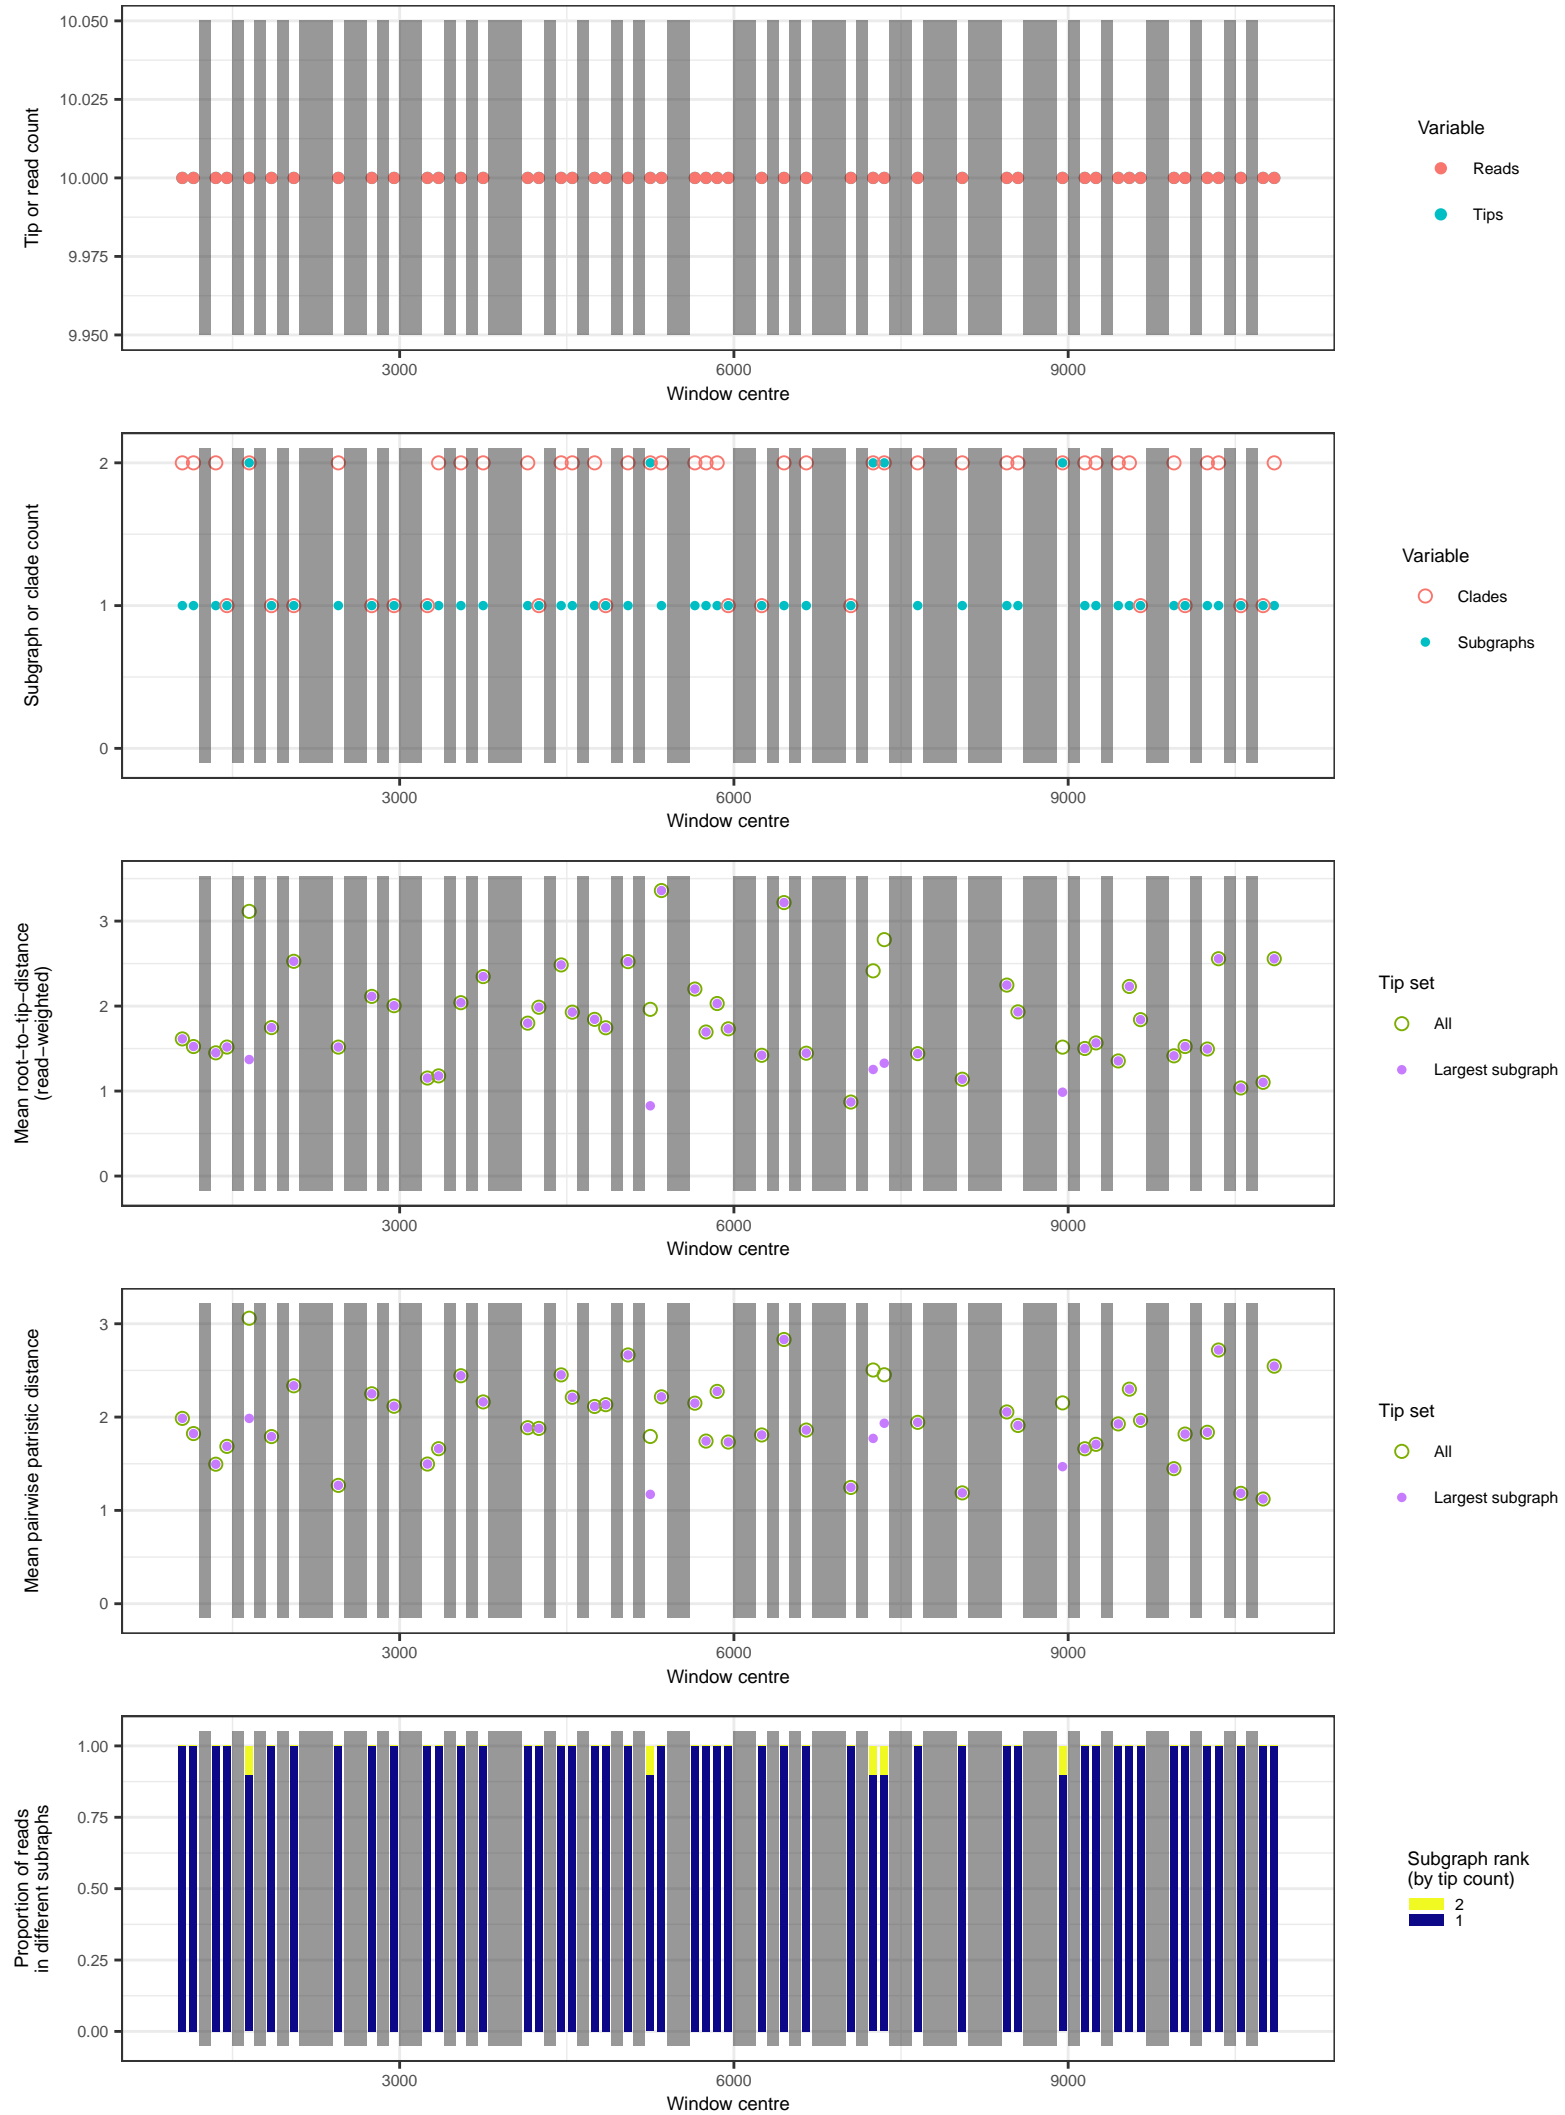 10.050
10.025
10.000
9.975
9.950
Tip or read count
3000 6000 9000
Window centre
Variable
Reads
Tips
2
1
0
Subgraph or clade count
3000 6000 9000
Window centre
Variable
Clades
Subgraphs
3
2
1
0
Mean root−to−tip−distance
(read−weighted)
3000 6000 9000
Window centre
Tip set
All
Largest subgraph
3
2
1
0
Mean pairwise patristic distance
3000 6000 9000
Window centre
Tip set
All
Largest subgraph
1.00
0.75
0.50
0.25
0.00
Proportion of reads
in different subraphs
3000 6000 9000
Window centre
Subgraph rank
(by tip count)
2
1